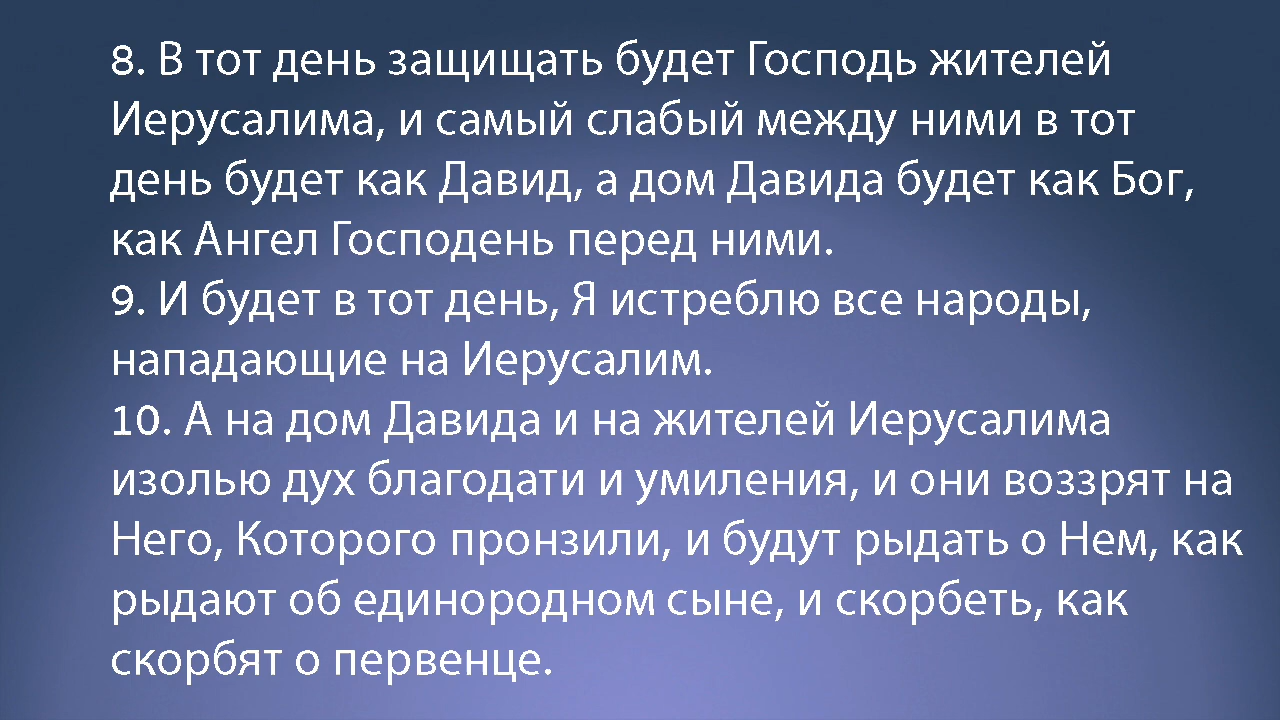 8. В тот день защищать будет Господь жителей
Иерусалима, и самый слабый между ними в тот
день будет как Давид, а дом Давида будет как Бог,
как Ангел Господень перед ними.
9. И будет в тот день, Я истреблю все народы,
нападающие на Иерусалим.
10. А на дом Давида и на жителей Иерусалима
изолью дух благодати и умиления, и они воззрят на
Него, Которого пронзили, и будут рыдать о Нем, как
рыдают об единородном сыне, и скорбеть, как
скорбят о первенце.